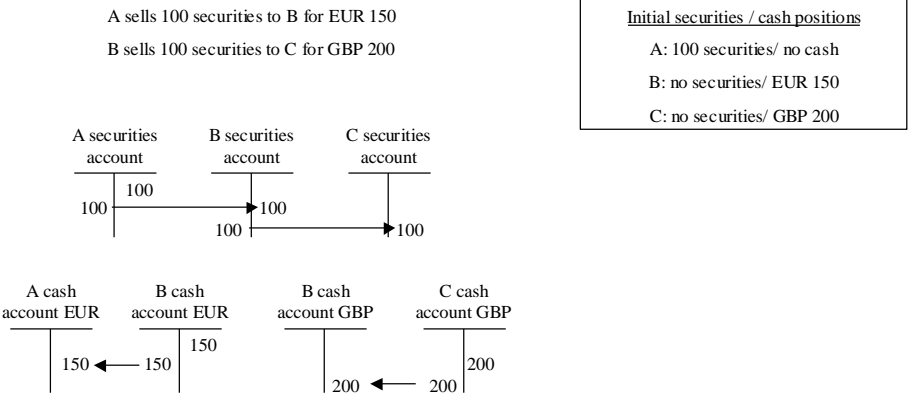 A sells 100 securities to B for EUR 150
B sells 100 securities to C for GBP 200
Initial securities / cash positions
A: 100 securities/ no cash
B: no securities/ EUR 150
C: no securities/ GBP 200
A securities account
B securities account
C securities account
100
100 100
100 100
A cash account EUR
B cash account EUR
B cash account GBP
C cash account GBP
150
150 150
200
200 200